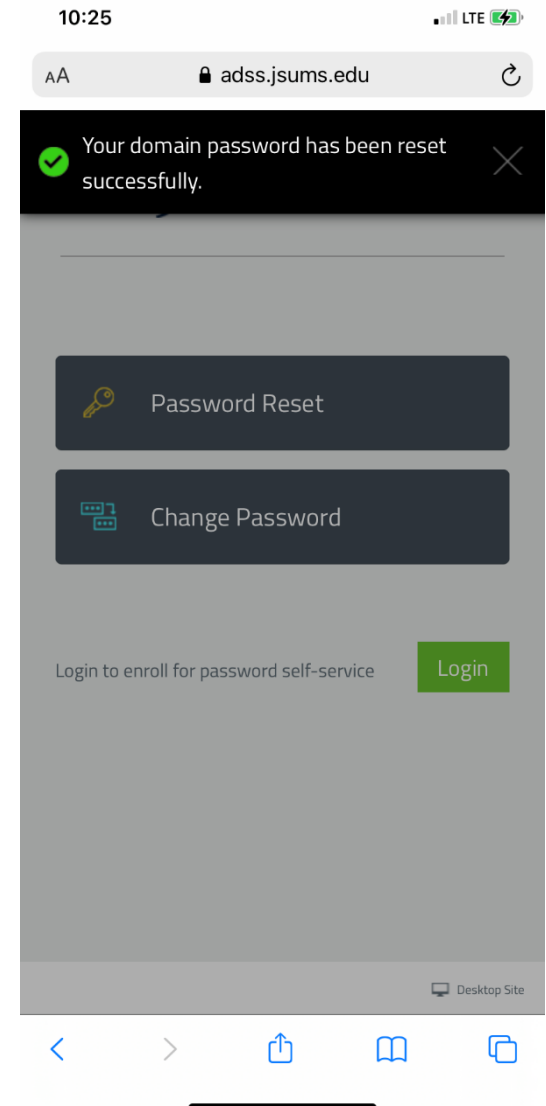 10:25
LTE
AA
adss.jsums.edu
Your domain password has been reset
successfully.
Password Reset
Change Password
Login to enroll for password self-service
Login
Desktop Site